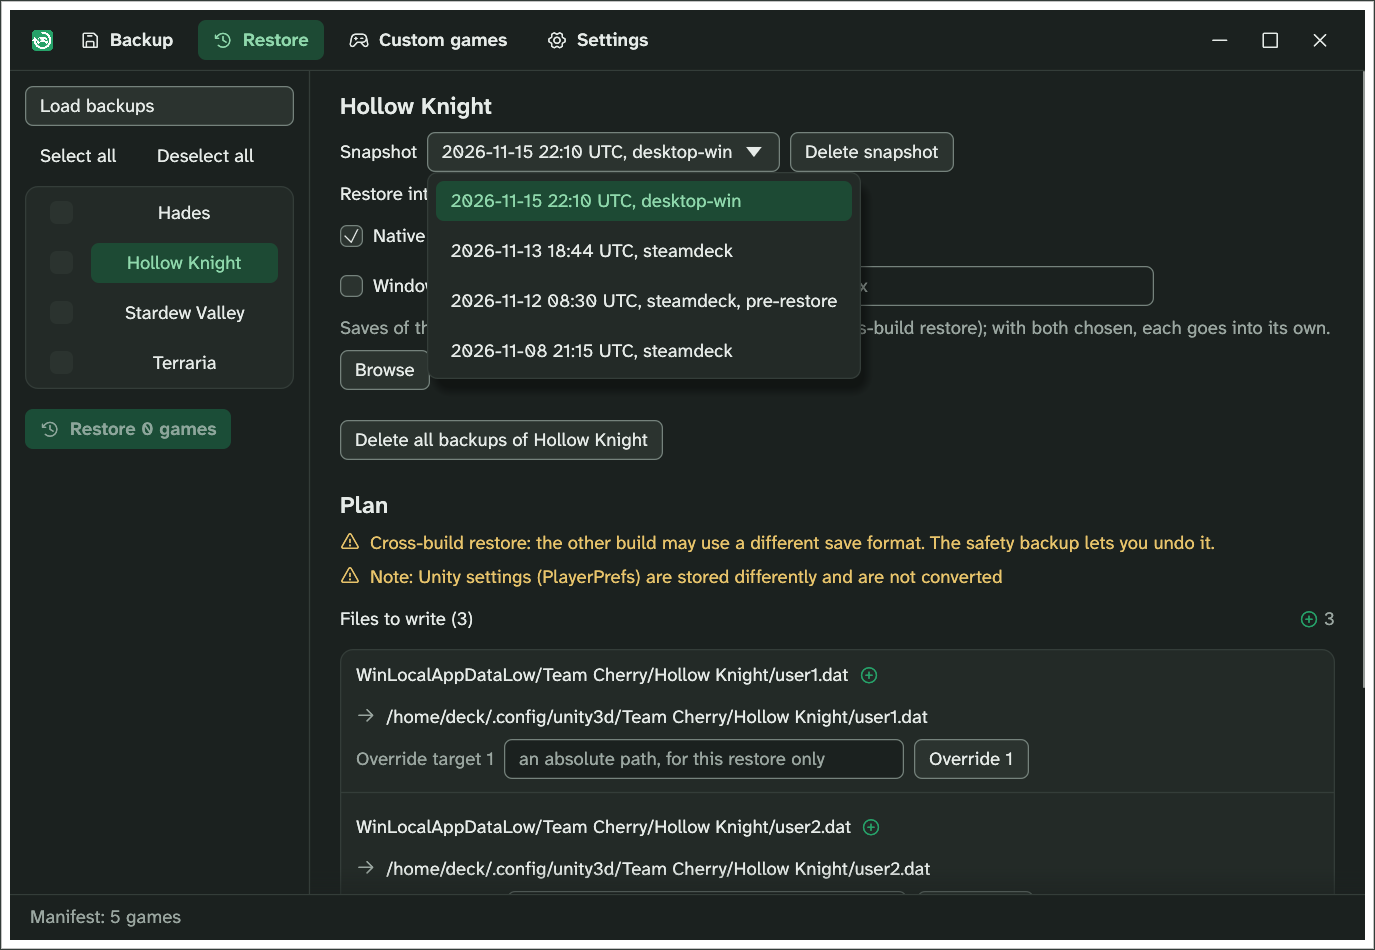 Backup
Restore
Custom games
Settings
Load backups
Select all
Deselect all
Hades
Hollow Knight
Stardew Valley
Terraria
Restore 0 games
Hollow Knight
Snapshot
2026-11-15 22:10 UTC, desktop-win
Delete snapshot
2026-11-15 22:10 UTC, desktop-win
2026-11-13 18:44 UTC, steamdeck
2026-11-12 08:30 UTC, steamdeck, pre-restore
2026-11-08 21:15 UTC, steamdeck
Restore
Native
Saves of
-build restore); with both chosen, each goes into its own.
Browse
Delete all backups of Hollow Knight
Plan
Cross-build restore: the other build may use a different save format. The safety backup lets you undo it.
Note: Unity settings (PlayerPrefs) are stored differently and are not converted
Files to write (3)
3
WinLocalAppDataLow/Team Cherry/Hollow Knight/user1.dat
/home/deck/.config/unity3d/Team Cherry/Hollow Knight/user1.dat
Override target 1
an absolute path, for this restore only
Override 1
WinLocalAppDataLow/Team Cherry/Hollow Knight/user2.dat
/home/deck/.config/unity3d/Team Cherry/Hollow Knight/user2.dat
Manifest: 5 games